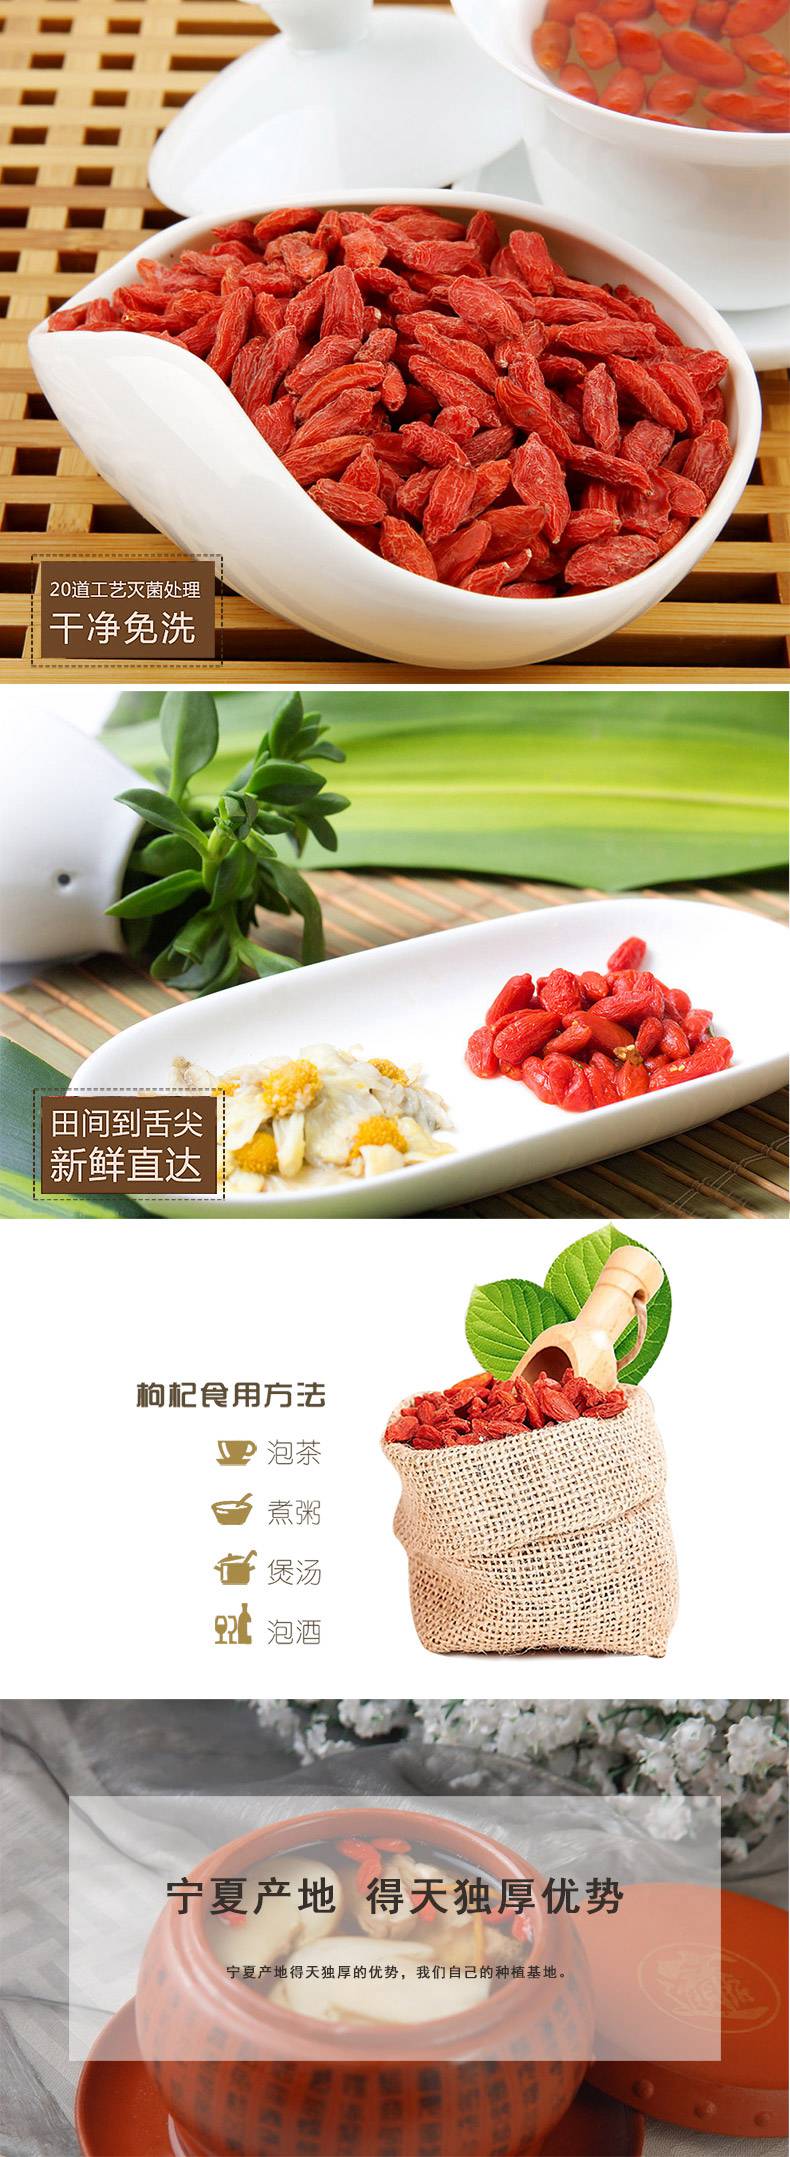 20道工艺灭菌处理
干净免洗
田间到舌尖
新鲜直达
枸杞食用方法
泡茶
煮粥
煲汤
泡酒
宁夏产地 得天独厚优势
宁夏产地得天独厚的优势，我们自己的种植基地。